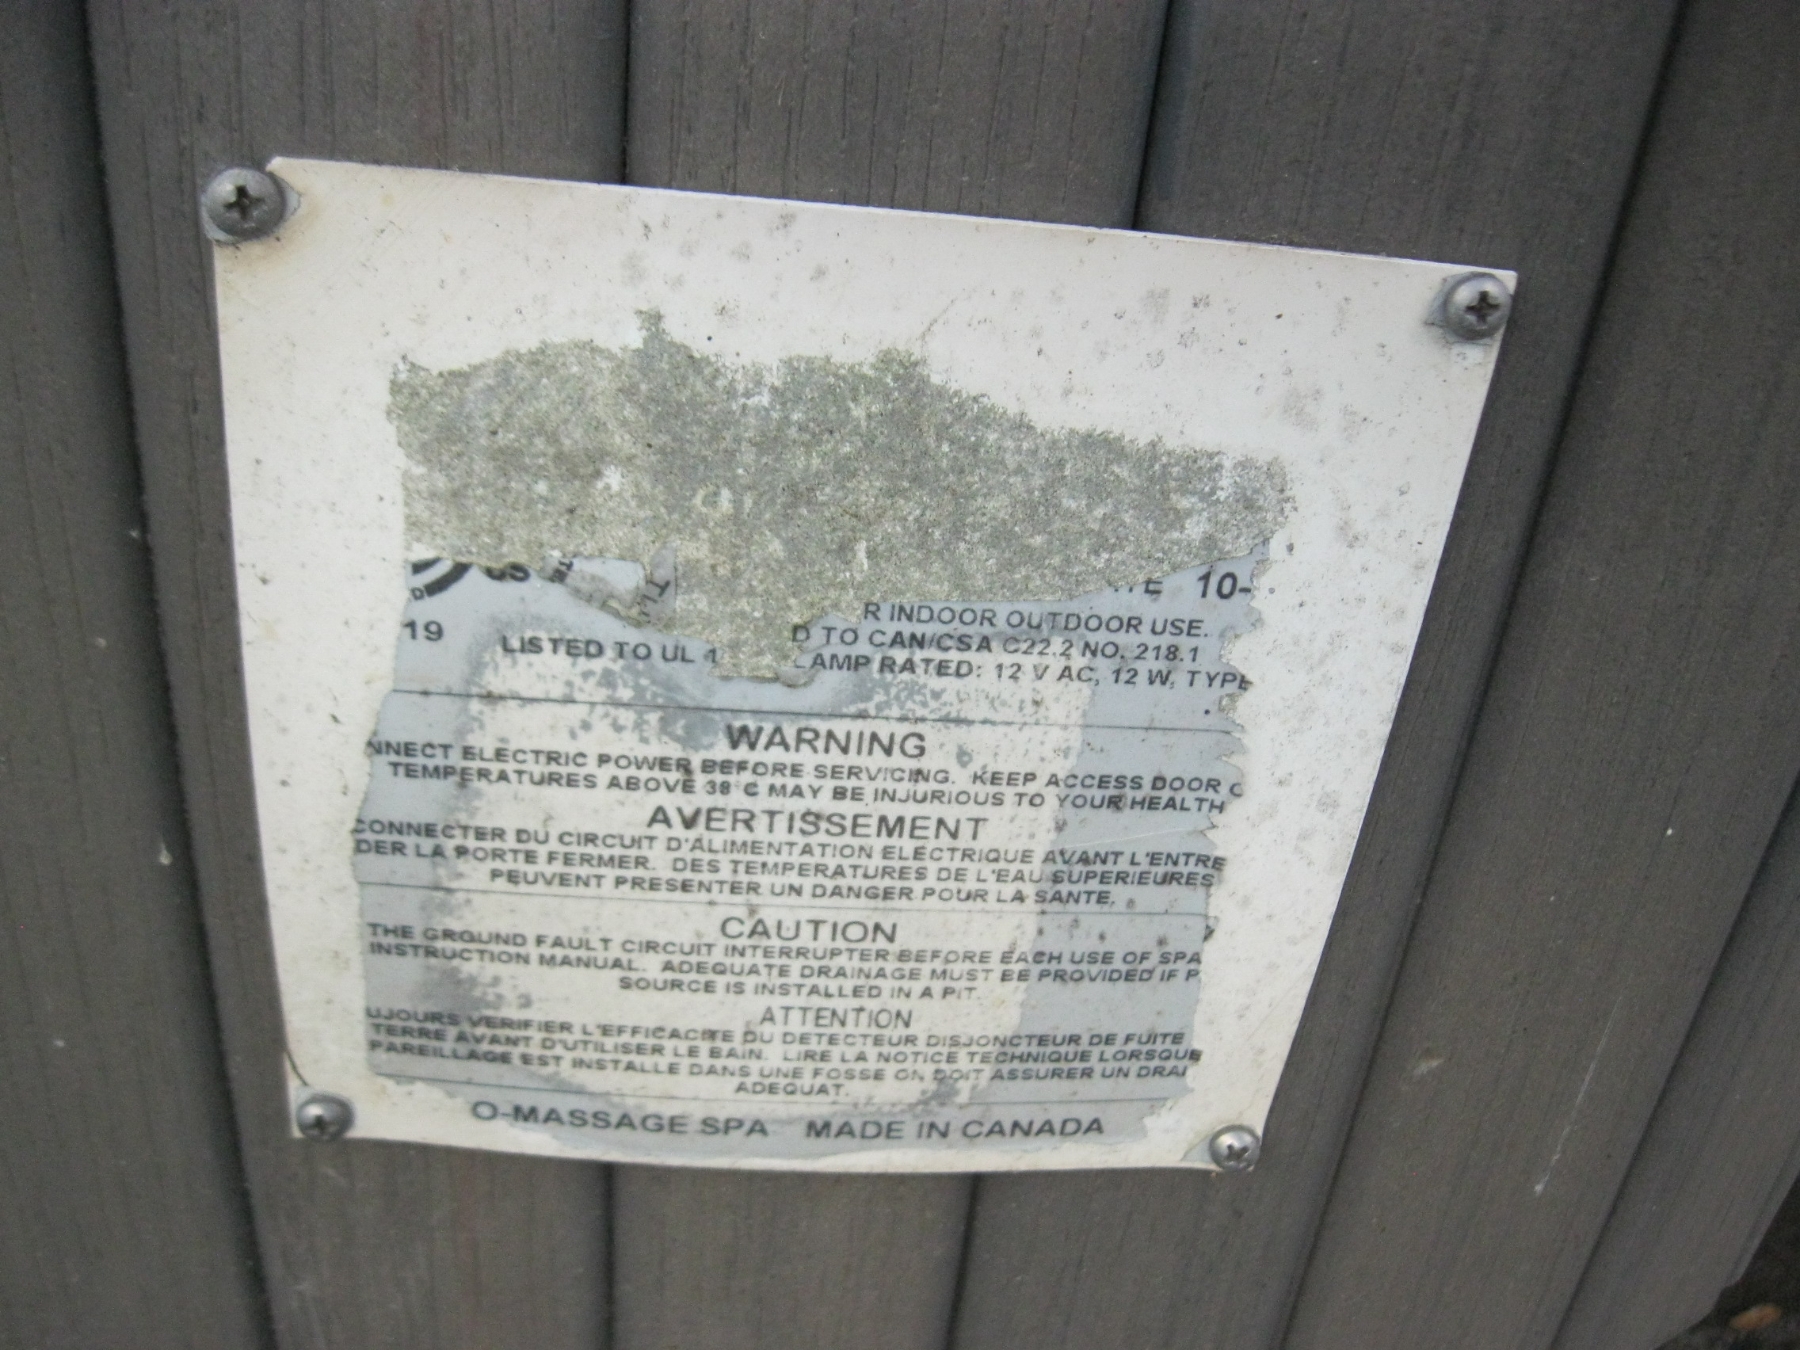 US
10-
R INDOOR OUTDOOR USE.
19 LISTED TO UL 1 D TO CAN/CSA C22.2 NO. 218.1
LAMP RATED: 12 V AC, 12 W, TYPE
WARNING
NNECT ELECTRIC POWER BEFORE SERVICING. KEEP ACCESS DOOR C
TEMPERATURES ABOVE 38°C MAY BE INJURIOUS TO YOUR HEALTH
AVERTISSEMENT
CONNECTER DU CIRCUIT D'ALIMENTATION ELECTRIQUE AVANT L'ENTRE
DER LA PORTE FERMER. DES TEMPERATURES DE L'EAU SUPERIEURES
PEUVENT PRESENTER UN DANGER POUR LA SANTE.
CAUTION
THE GROUND FAULT CIRCUIT INTERRUPTER BEFORE EACH USE OF SPA
INSTRUCTION MANUAL. ADEQUATE DRAINAGE MUST BE PROVIDED IF P
SOURCE IS INSTALLED IN A PIT.
ATTENTION
UJOURS VERIFIER L'EFFICACITE DU DETECTEUR DISJONCTEUR DE FUITE
TERRE AVANT D'UTILISER LE BAIN. LIRE LA NOTICE TECHNIQUE LORSQUE
PAREILLAGE EST INSTALLE DANS UNE FOSSE ON DOIT ASSURER UN DRAI
ADEQUAT.
O-MASSAGE SPA MADE IN CANADA